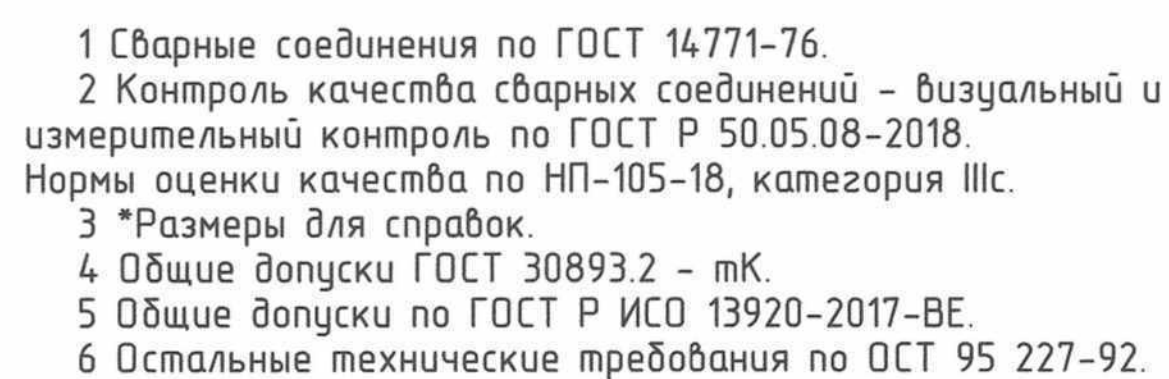 1 Сварные соединения по ГОСТ 14771-76.
2 Контроль качества сварных соединений - визуальный и
измерительный контроль по ГОСТ Р 50.05.08-2018.
Нормы оценки качества по НП-105-18, категория IIIс.
3 *Размеры для справок.
4 Общие допуски ГОСТ 30893.2 - mK.
5 Общие допуски по ГОСТ Р ИСО 13920-2017-BE.
6 Остальные технические требования по ОСТ 95 227-92.